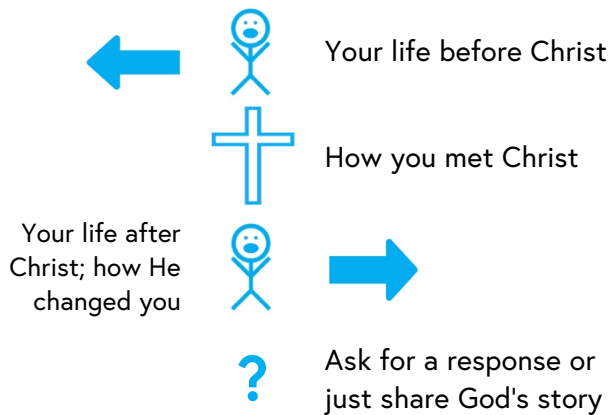 Your life before Christ
How you met Christ
Your life after
Christ; how He
changed you
?
Ask for a response or
just share God's story